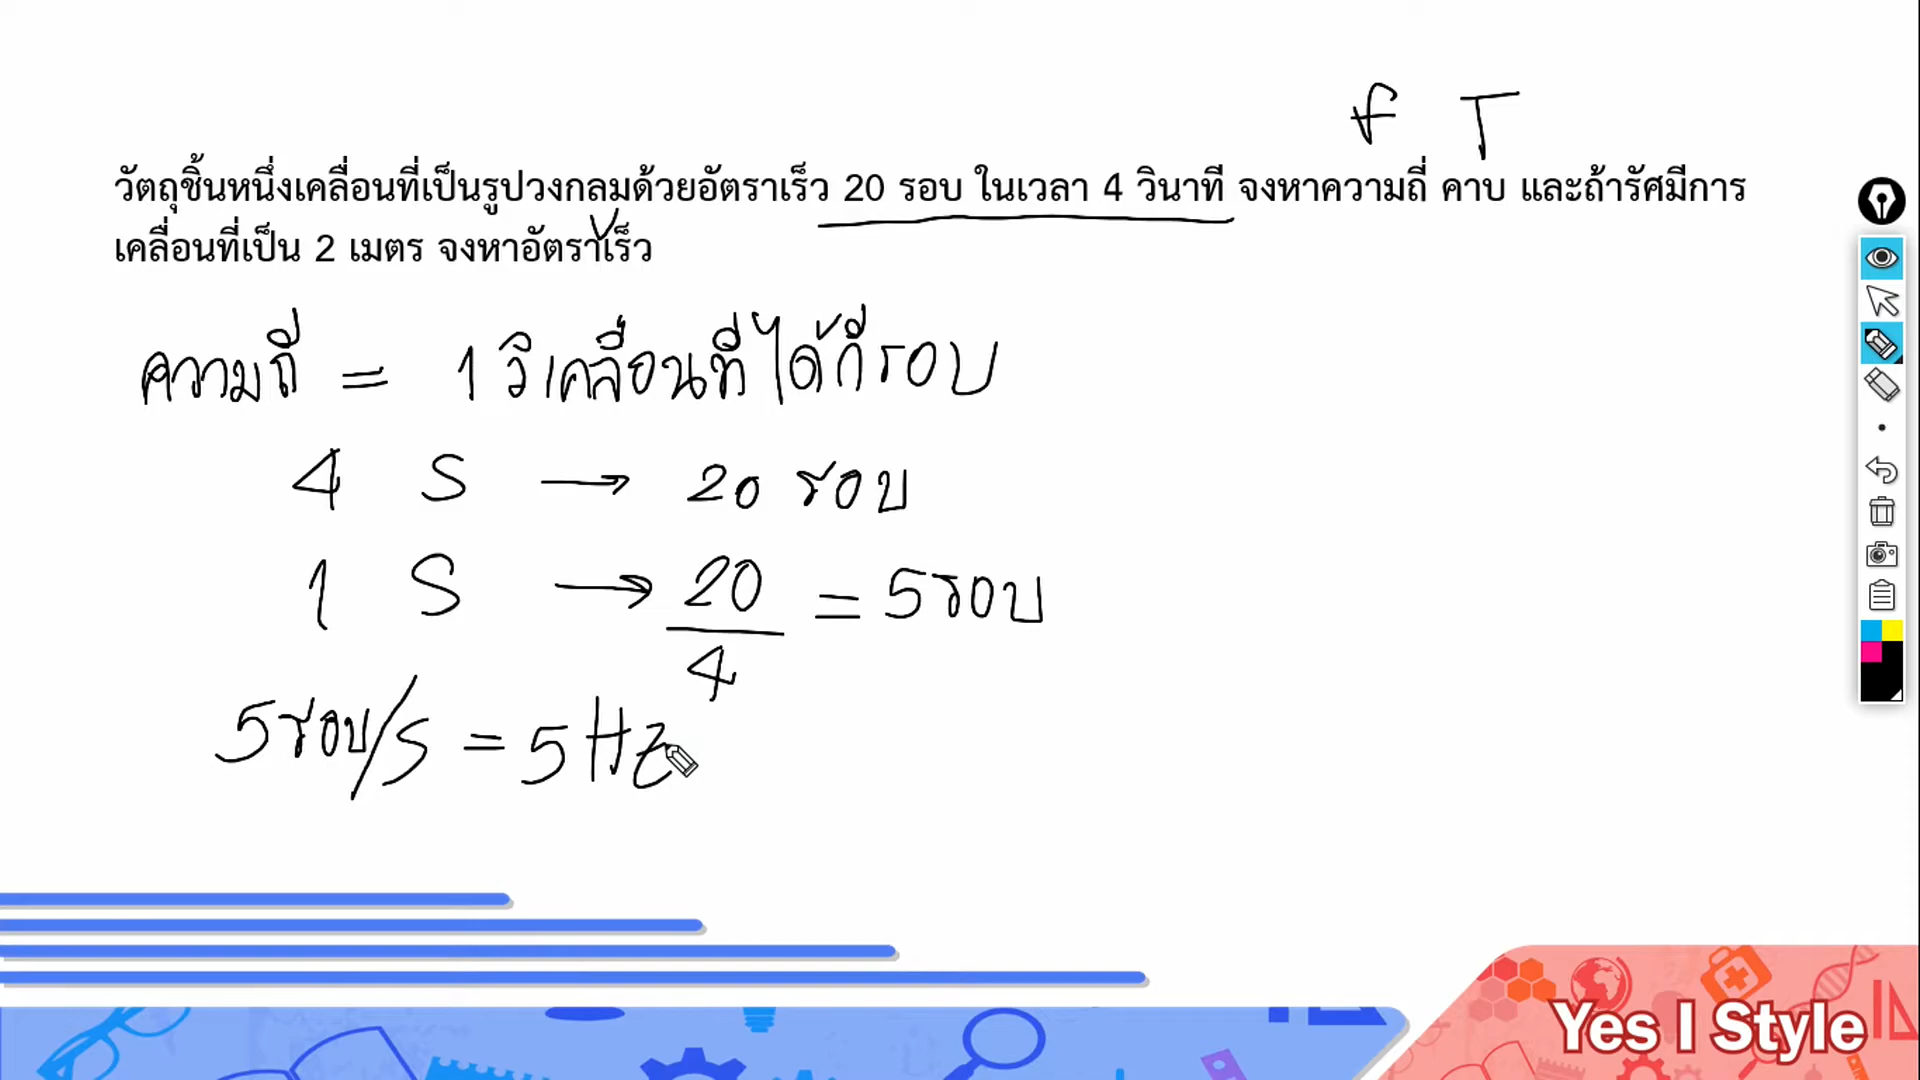 f T
วัตถุชิ้นหนึ่งเคลื่อนที่เป็นรูปวงกลมด้วยอัตราเร็ว 20 รอบ ในเวลา 4 วินาที จงหาความถี่ คาบ และถ้ารัศมีการ
เคลื่อนที่เป็น 2 เมตร จงหาอัตราเร็ว
v
ความถี่ = 1 วิเคลื่อนที่ได้กี่รอบ
4 S → 20 รอบ
1 S → 20/4 = 5 รอบ
5 รอบ/S = 5 Hz
Yes I Style